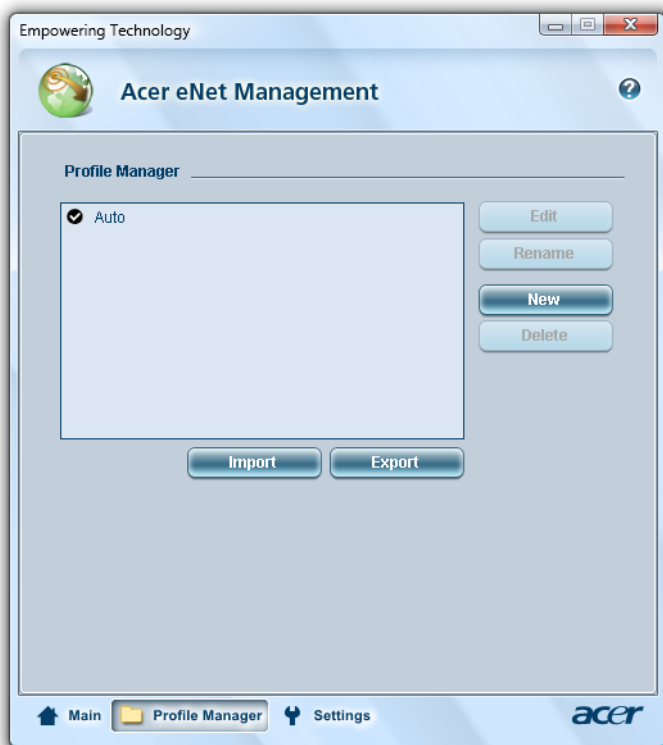 Empowering Technology
Acer eNet Management
?
Profile Manager
Auto
Edit
Rename
New
Delete
Import Export
Main Profile Manager Settings acer